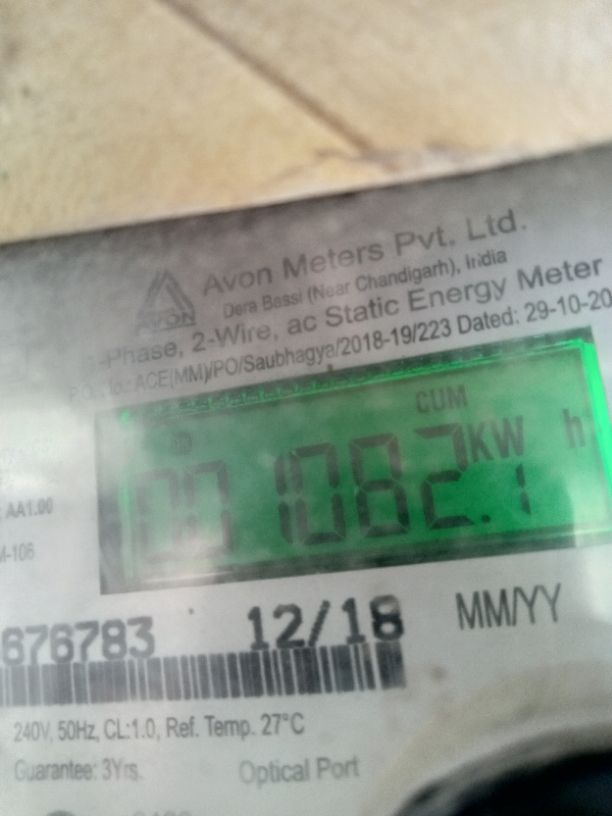 AVON
Avon Meters Pvt. Ltd.
Dera Bassi (Near Chandigarh), India
-Phase, 2-Wire, ac Static Energy Meter
P.O. No.: ACE(MM)/PO/Saubhagya/2018-19/223 Dated: 29-10-20
CUM
001082.1 KW h
AA1.00
M-106
676783 12/18 MM/YY
240V, 50Hz, CL:1.0, Ref. Temp. 27°C
Guarantee: 3Yrs. Optical Port